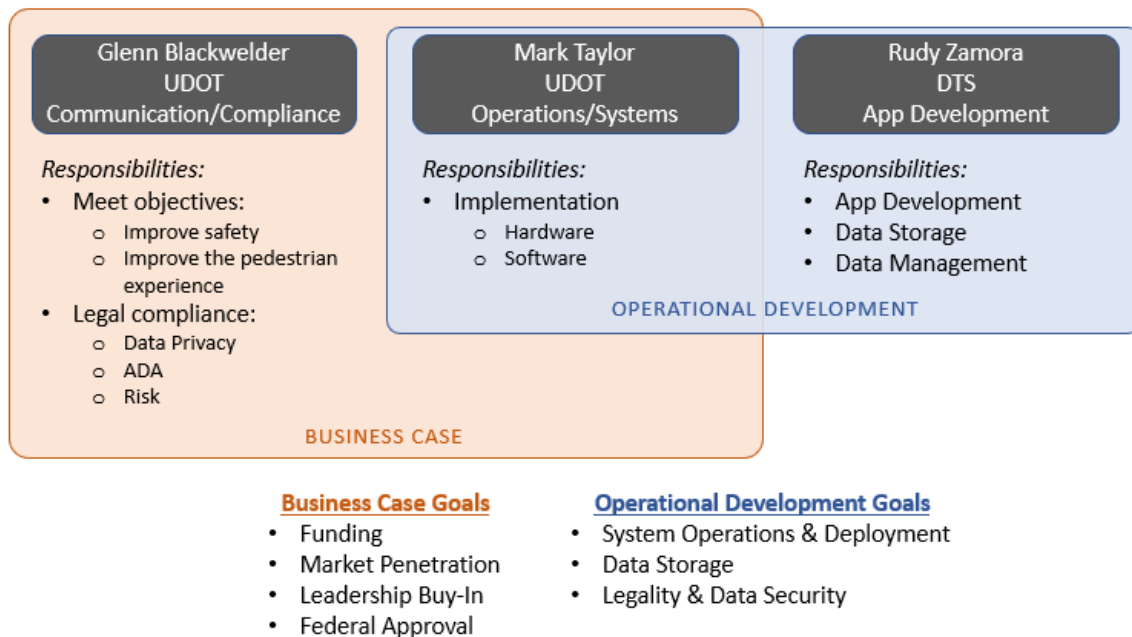 Glenn Blackwelder
UDOT
Communication/Compliance
Responsibilities:
• Meet objectives:
o Improve safety
o Improve the pedestrian
experience
• Legal compliance:
o Data Privacy
o ADA
o Risk
Mark Taylor
UDOT
Operations/Systems
Responsibilities:
• Implementation
o Hardware
o Software
Rudy Zamora
DTS
App Development
Responsibilities:
• App Development
• Data Storage
• Data Management
OPERATIONAL DEVELOPMENT
BUSINESS CASE
Business Case Goals
• Funding
• Market Penetration
• Leadership Buy-In
• Federal Approval
Operational Development Goals
• System Operations & Deployment
• Data Storage
• Legality & Data Security